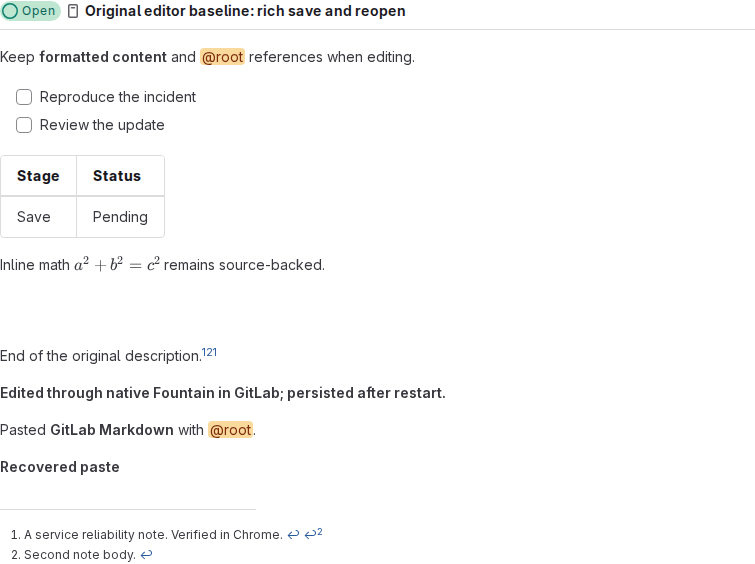 Open Original editor baseline: rich save and reopen
Keep formatted content and @root references when editing.
Reproduce the incident
Review the update
Stage Status
Save Pending
Inline math a² + b² = c² remains source-backed.
End of the original description.¹²¹
Edited through native Fountain in GitLab; persisted after restart.
Pasted GitLab Markdown with @root.
Recovered paste
1. A service reliability note. Verified in Chrome. ↩ ↩²
2. Second note body. ↩